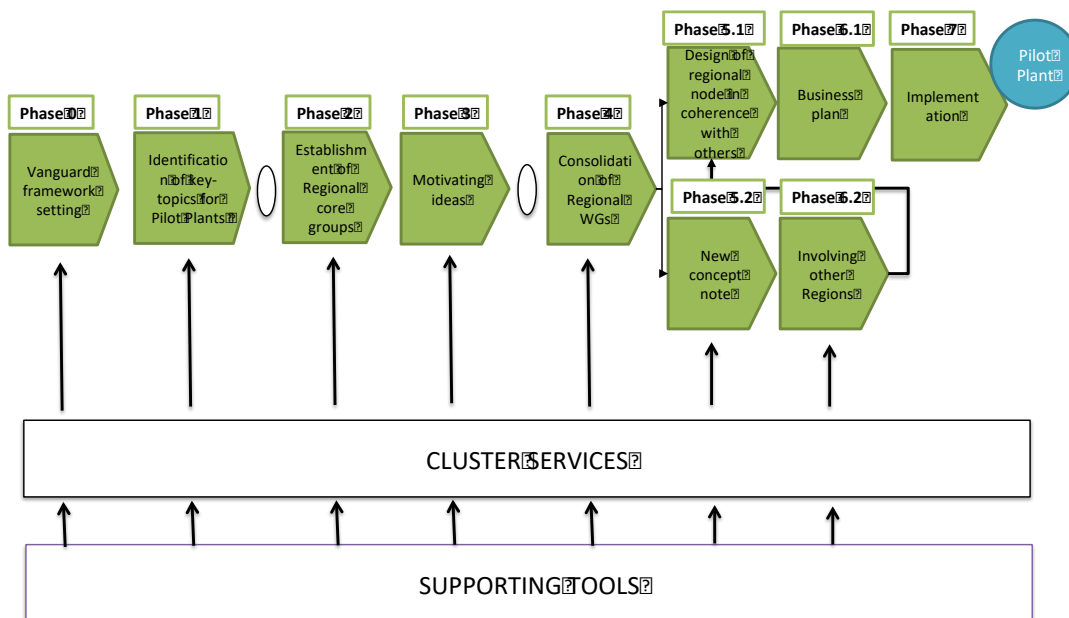 Phase 0
Vanguard
framework
setting
Phase 1
Identificatio
n of key-
topics for
Pilot Plants
Phase 2
Establishm
ent of
Regional
core
groups
Phase 3
Motivating
ideas
Phase 4
Consolidati
on of
Regional
WGs
Phase 5.1
Design of
regional
node in
coherence
with
others
Phase 6.1
Business
plan
Phase 7
Implement
ation
Pilot
Plant
Phase 5.2
New
concept
note
Phase 6.2
Involving
other
Regions
CLUSTER SERVICES
SUPPORTING TOOLS